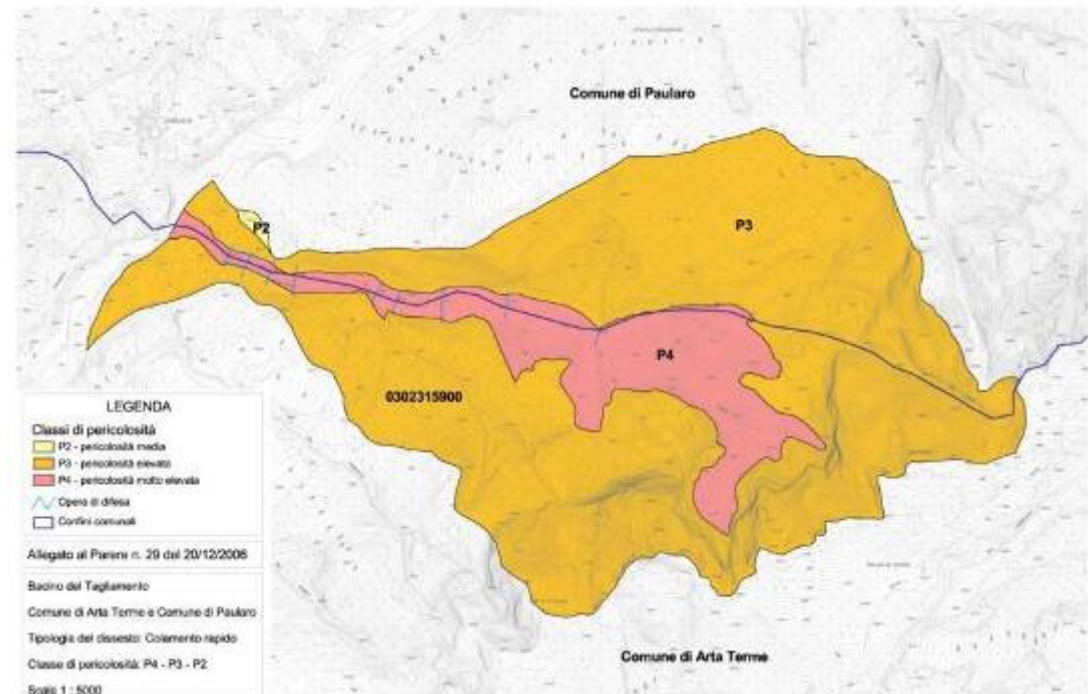 Comune di Paularo
P2
P3
P4
0302315900
LEGENDA
Classi di pericolosità
P2 - pericolosità media
P3 - pericolosità elevata
P4 - pericolosità molto elevata
Opere di difesa
Confini comunali
Allegato al Parere n. 29 del 20/12/2006
Bacino del Tagliamento
Comune di Arta Terme e Comune di Paularo
Tipologia del dissesto: Colamento rapido
Classe di pericolosità: P4 - P3 - P2
Scala 1 : 5000
Comune di Arta Terme